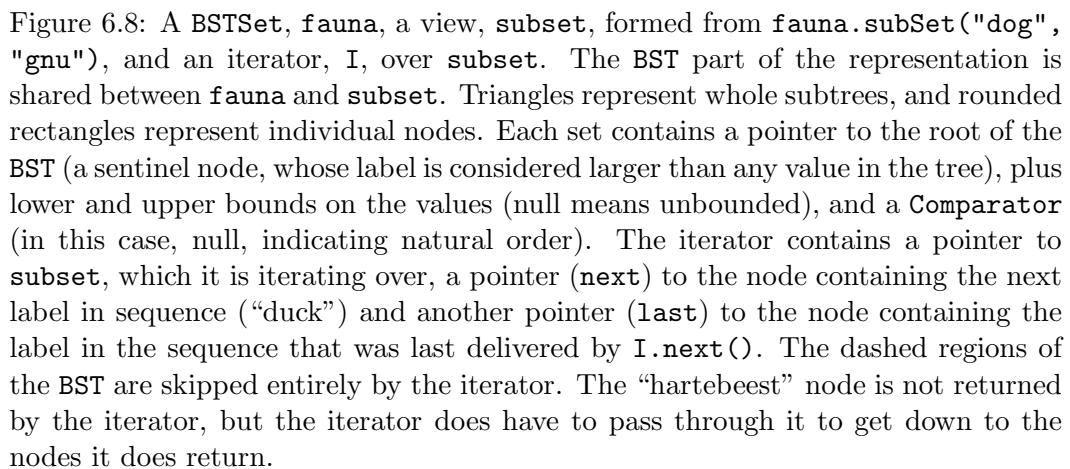 Figure 6.8: A BSTSet, fauna, a view, subset, formed from fauna.subSet("dog",
"gnu"), and an iterator, I, over subset. The BST part of the representation is
shared between fauna and subset. Triangles represent whole subtrees, and rounded
rectangles represent individual nodes. Each set contains a pointer to the root of the
BST (a sentinel node, whose label is considered larger than any value in the tree), plus
lower and upper bounds on the values (null means unbounded), and a Comparator
(in this case, null, indicating natural order). The iterator contains a pointer to
subset, which it is iterating over, a pointer (next) to the node containing the next
label in sequence (“duck”) and another pointer (last) to the node containing the
label in the sequence that was last delivered by I.next(). The dashed regions of
the BST are skipped entirely by the iterator. The “hartebeest” node is not returned
by the iterator, but the iterator does have to pass through it to get down to the
nodes it does return.